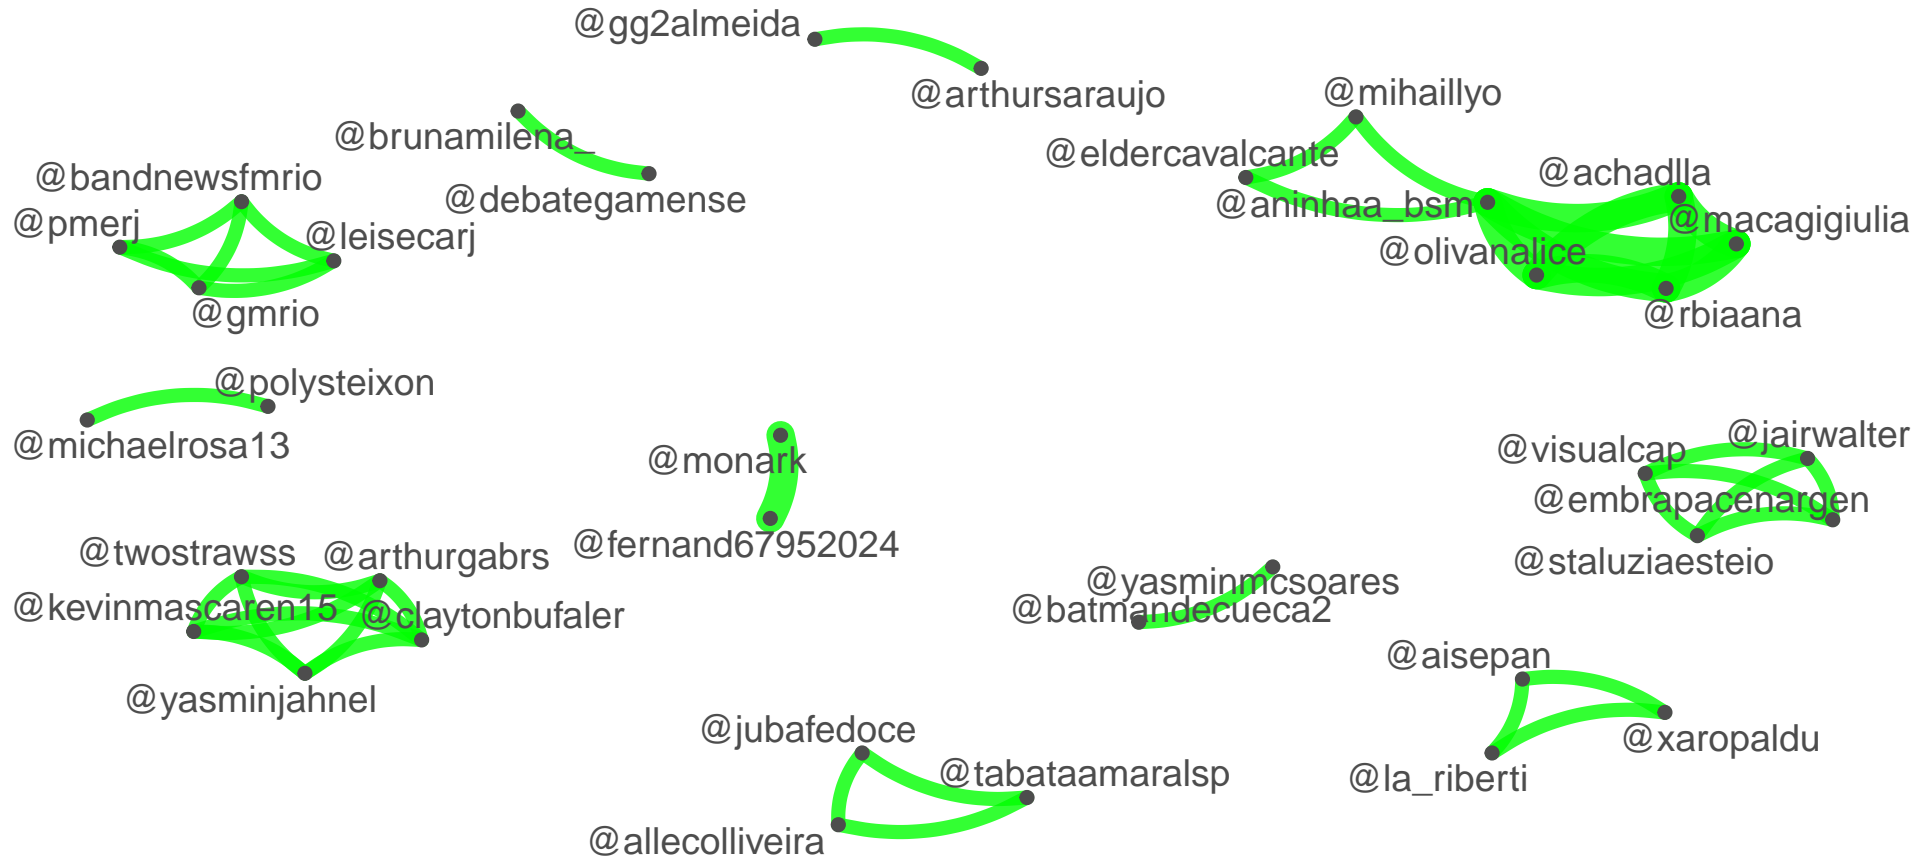 @gg2almeida
@arthursaraujo
@mihaillyo
@brunamilena_
@eldercavalcante
@bandnewsfmrio
@achadlla
@debategamense
@aninhaa_bsm
@macagigiulia
@pmerj
@leisecarj
@olivanalice
@gmrio
@rbiaana
@polysteixon
@michaelrosa13
@monark
@jairwalter
@visualcap
@embrapacenargen
@fernand67952024
@twostrawss
@arthurgabrs
@staluziaesteio
@yasminmcsoares
@kevinmascaren15
@batmandecueca2
@claytonbufaler
@aisepan
@yasminjahnel
@jubafedoce
@xaropaldu
@tabataamaralsp
@la_riberti
@allecolliveira